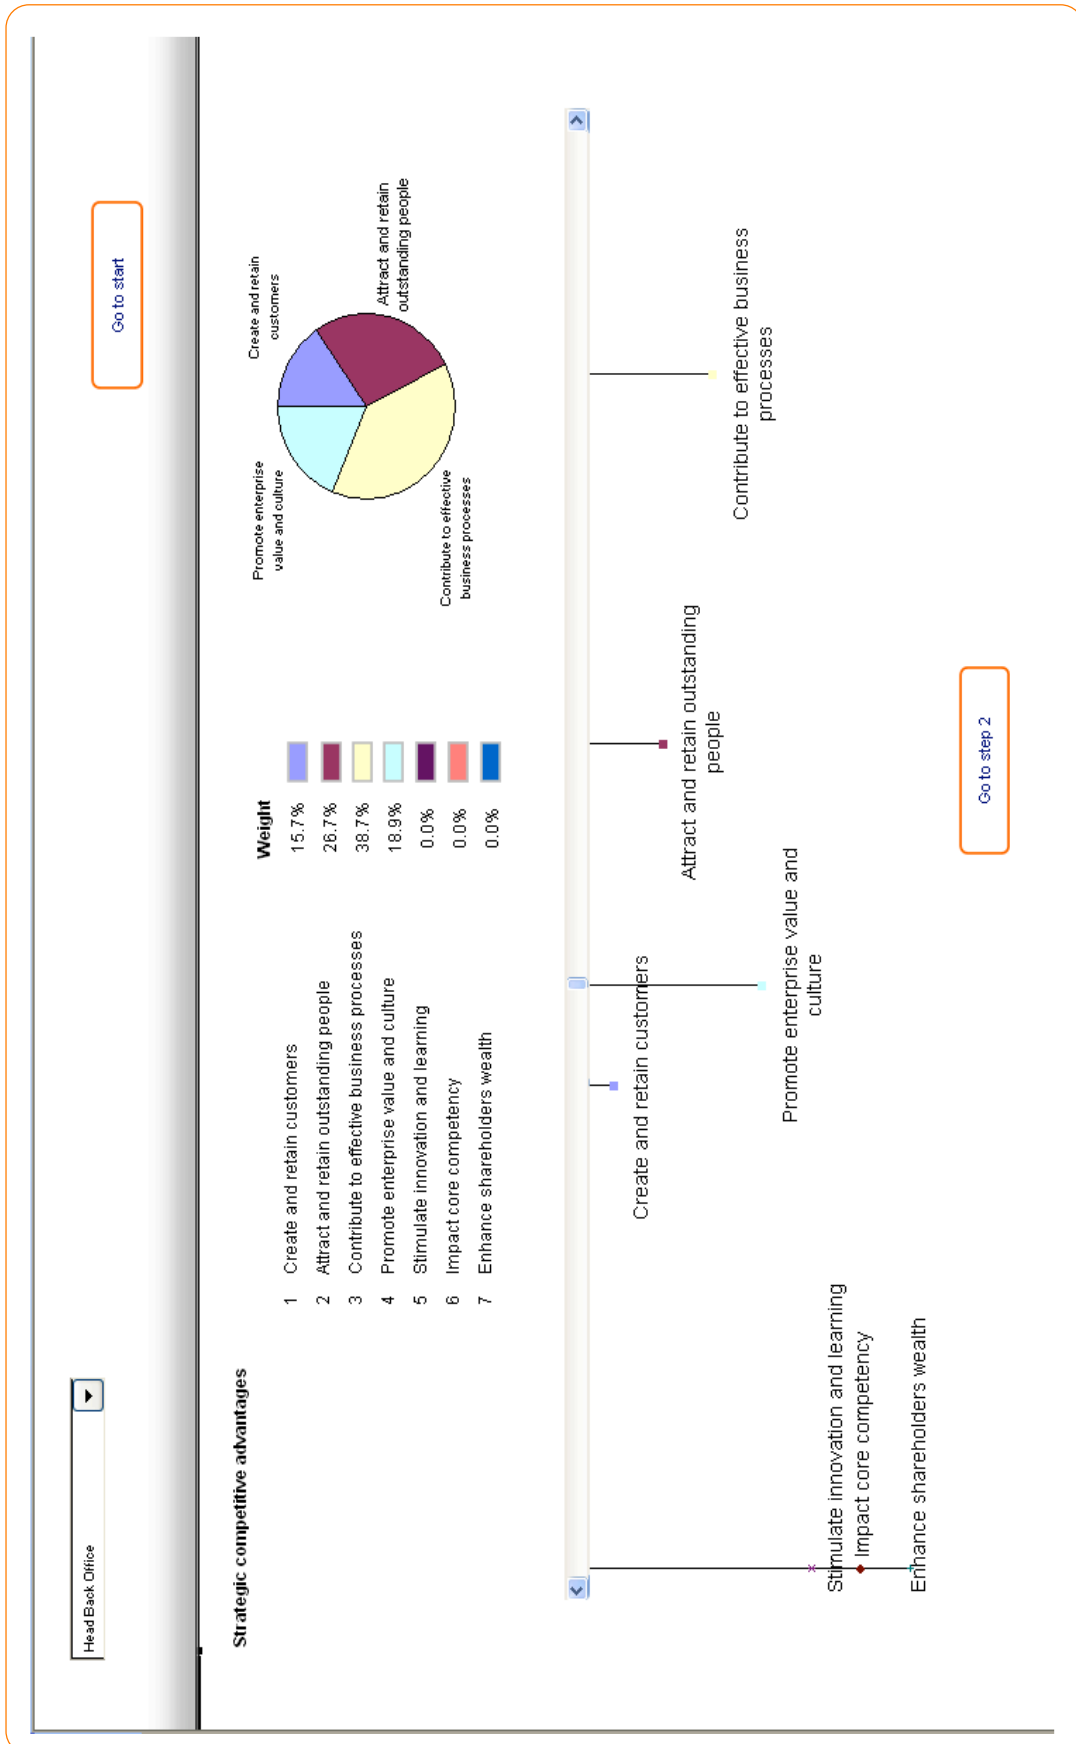 Head Back Office
Go to start
Strategic competitive advantages
Weight
1 Create and retain customers 15.7%
2 Attract and retain outstanding people 26.7%
3 Contribute to effective business processes 38.7%
4 Promote enterprise value and culture 18.9%
5 Stimulate innovation and learning 0.0%
6 Impact core competency 0.0%
7 Enhance shareholders wealth 0.0%
Promote enterprise
value and culture
Create and retain
customers
Attract and retain
outstanding people
Contribute to effective
business processes
Create and retain customers
Attract and retain outstanding
people
Contribute to effective business
processes
Promote enterprise value and
culture
Stimulate innovation and learning
Impact core competency
Enhance shareholders wealth
Go to step 2